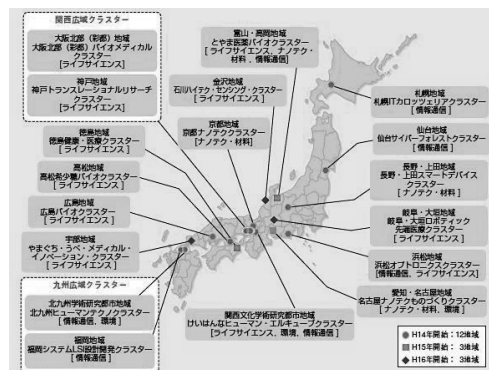 関西広域クラスター
大阪北部（彩都）地域
大阪北部（彩都）バイオメディカル
クラスター
[ライフサイエンス]
神戸地域
神戸トランスレーショナルリサーチ
クラスター
[ライフサイエンス]
富山・高岡地域
とやま医薬バイオクラスター
[ライフサイエンス、ナノテク・
材料、情報通信]
金沢地域
石川ハイテク・センシング・クラスター
[ライフサイエンス]
京都地域
京都ナノテククラスター
[ナノテク・材料]
徳島地域
徳島健康・医療クラスター
[ライフサイエンス]
高松地域
高松希少糖バイオクラスター
[ライフサイエンス]
広島地域
広島バイオクラスター
[ライフサイエンス]
宇部地域
やまぐち・うべ・メディカル・
イノベーション・クラスター
[ライフサイエンス]
九州広域クラスター
北九州学術研究都市地域
北九州ヒューマンテクノクラスター
[情報通信、環境]
福岡地域
福岡システムLSI設計開発クラスター
[情報通信]
札幌地域
札幌ITカロッツェリアクラスター
[情報通信]
仙台地域
仙台サイバーフォレストクラスター
[情報通信]
長野・上田地域
長野・上田スマートデバイス
クラスター
[ナノテク・材料]
岐阜・大垣地域
岐阜・大垣ロボティック
先端医療クラスター
[ライフサイエンス]
浜松地域
浜松オプトロニクスクラスター
[情報通信、ライフサイエンス]
愛知・名古屋地域
名古屋ナノテクものづくりクラスター
[ナノテク・材料、環境]
関西文化学術研究都市地域
けいはんなヒューマン・エルキューブクラスター
[ライフサイエンス、環境、情報通信]
H14年開始：12地域
H15年開始： 3地域
H16年開始： 3地域